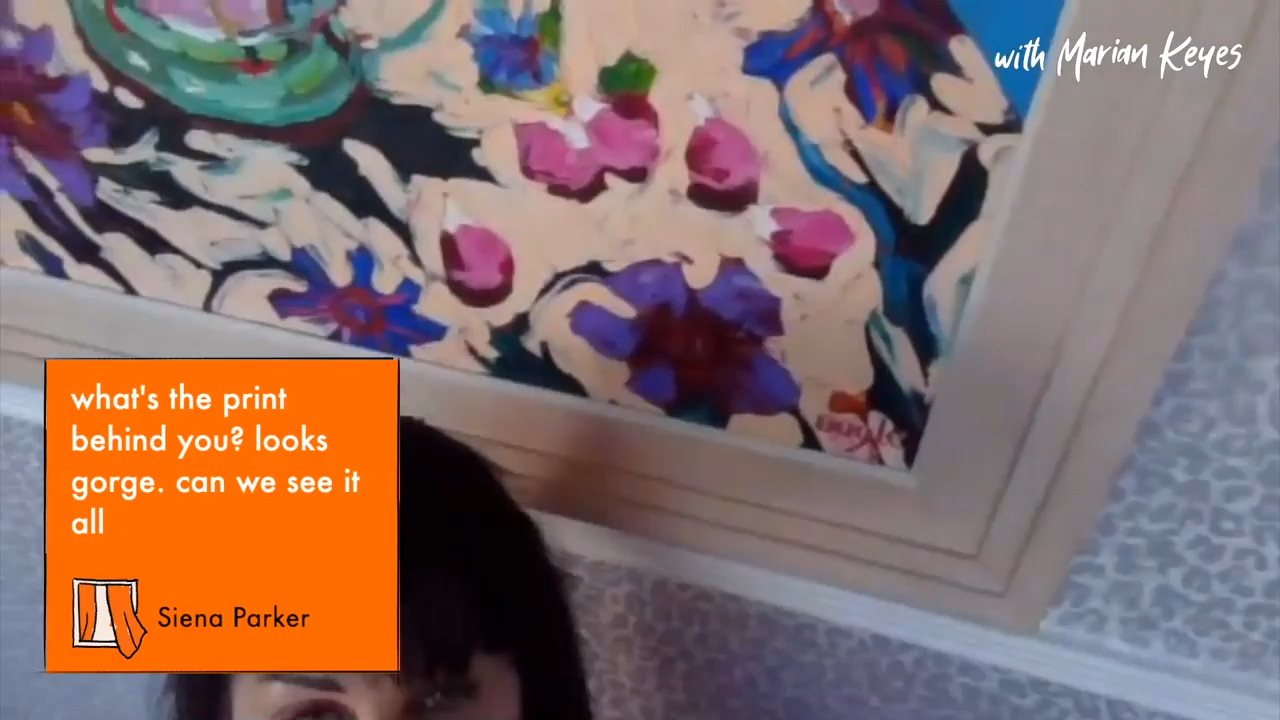 with Marian Keyes
what's the print
behind you? looks
gorge. can we see it
all
Siena Parker